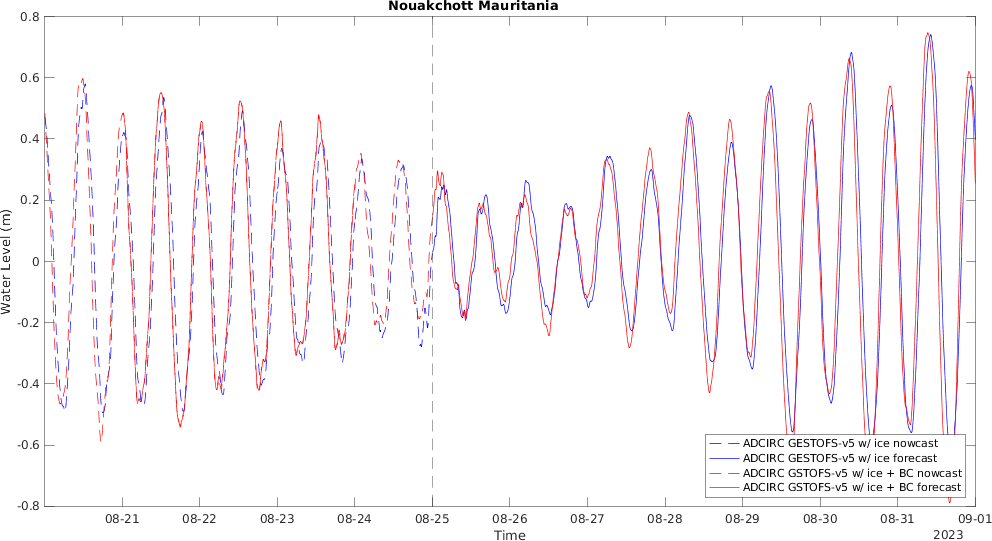 Nouakchott Mauritania
0.8
0.6
0.4
0.2
0
-0.2
-0.4
-0.6
-0.8
Water Level (m)
ADCIRC GESTOFS-v5 w/ ice nowcast
ADCIRC GESTOFS-v5 w/ ice forecast
ADCIRC GSTOFS-v5 w/ ice + BC nowcast
ADCIRC GSTOFS-v5 w/ ice + BC forecast
08-21 08-22 08-23 08-24 08-25 08-26 08-27 08-28 08-29 08-30 08-31 09-01
Time
2023